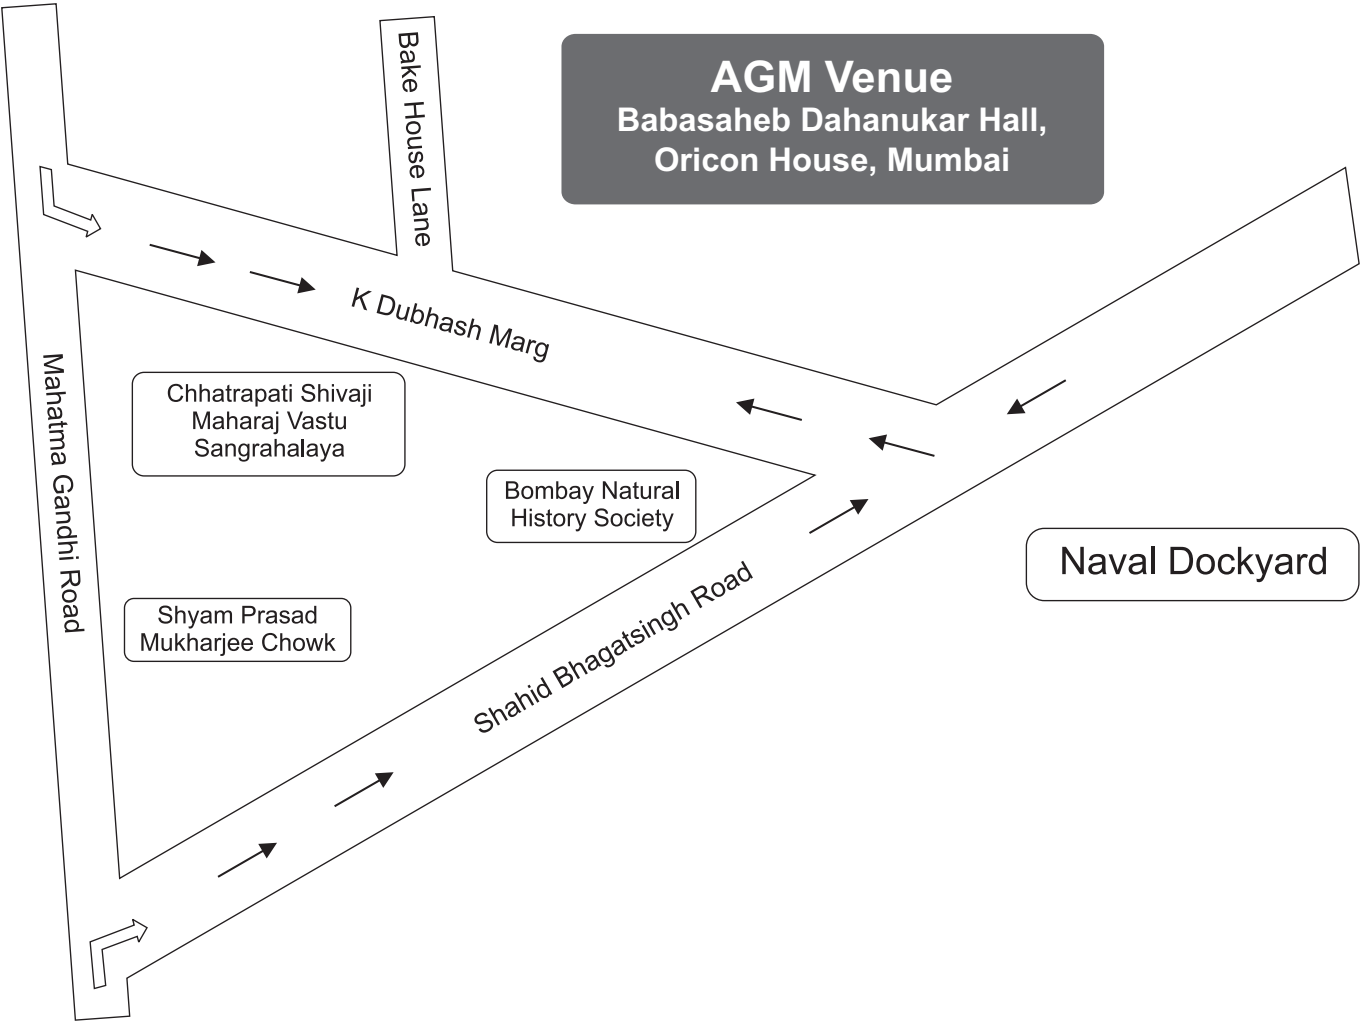 Bake House Lane
AGM Venue
Babasaheb Dahanukar Hall,
Oricon House, Mumbai
K Dubhash Marg
Mahatma Gandhi Road
Chhatrapati Shivaji
Maharaj Vastu
Sangrahalaya
Bombay Natural
History Society
Naval Dockyard
Shyam Prasad
Mukharjee Chowk
Shahid Bhagatsingh Road